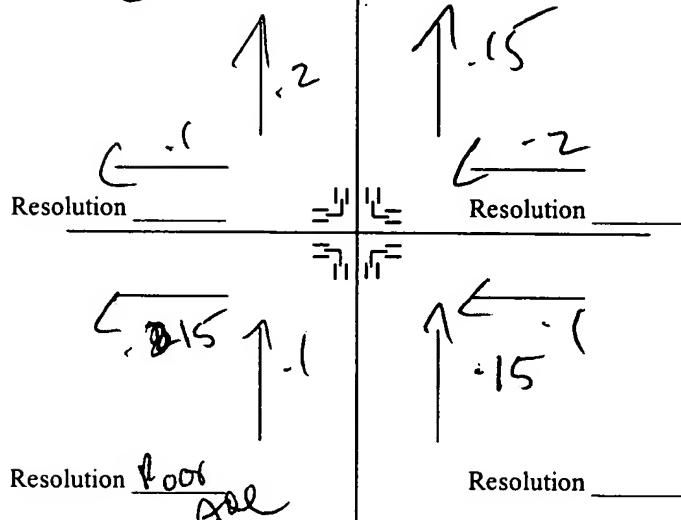 .2 .15
.1 .2
Resolution Resolution
.15 .1 .1
.15
Resolution Poor Resolution